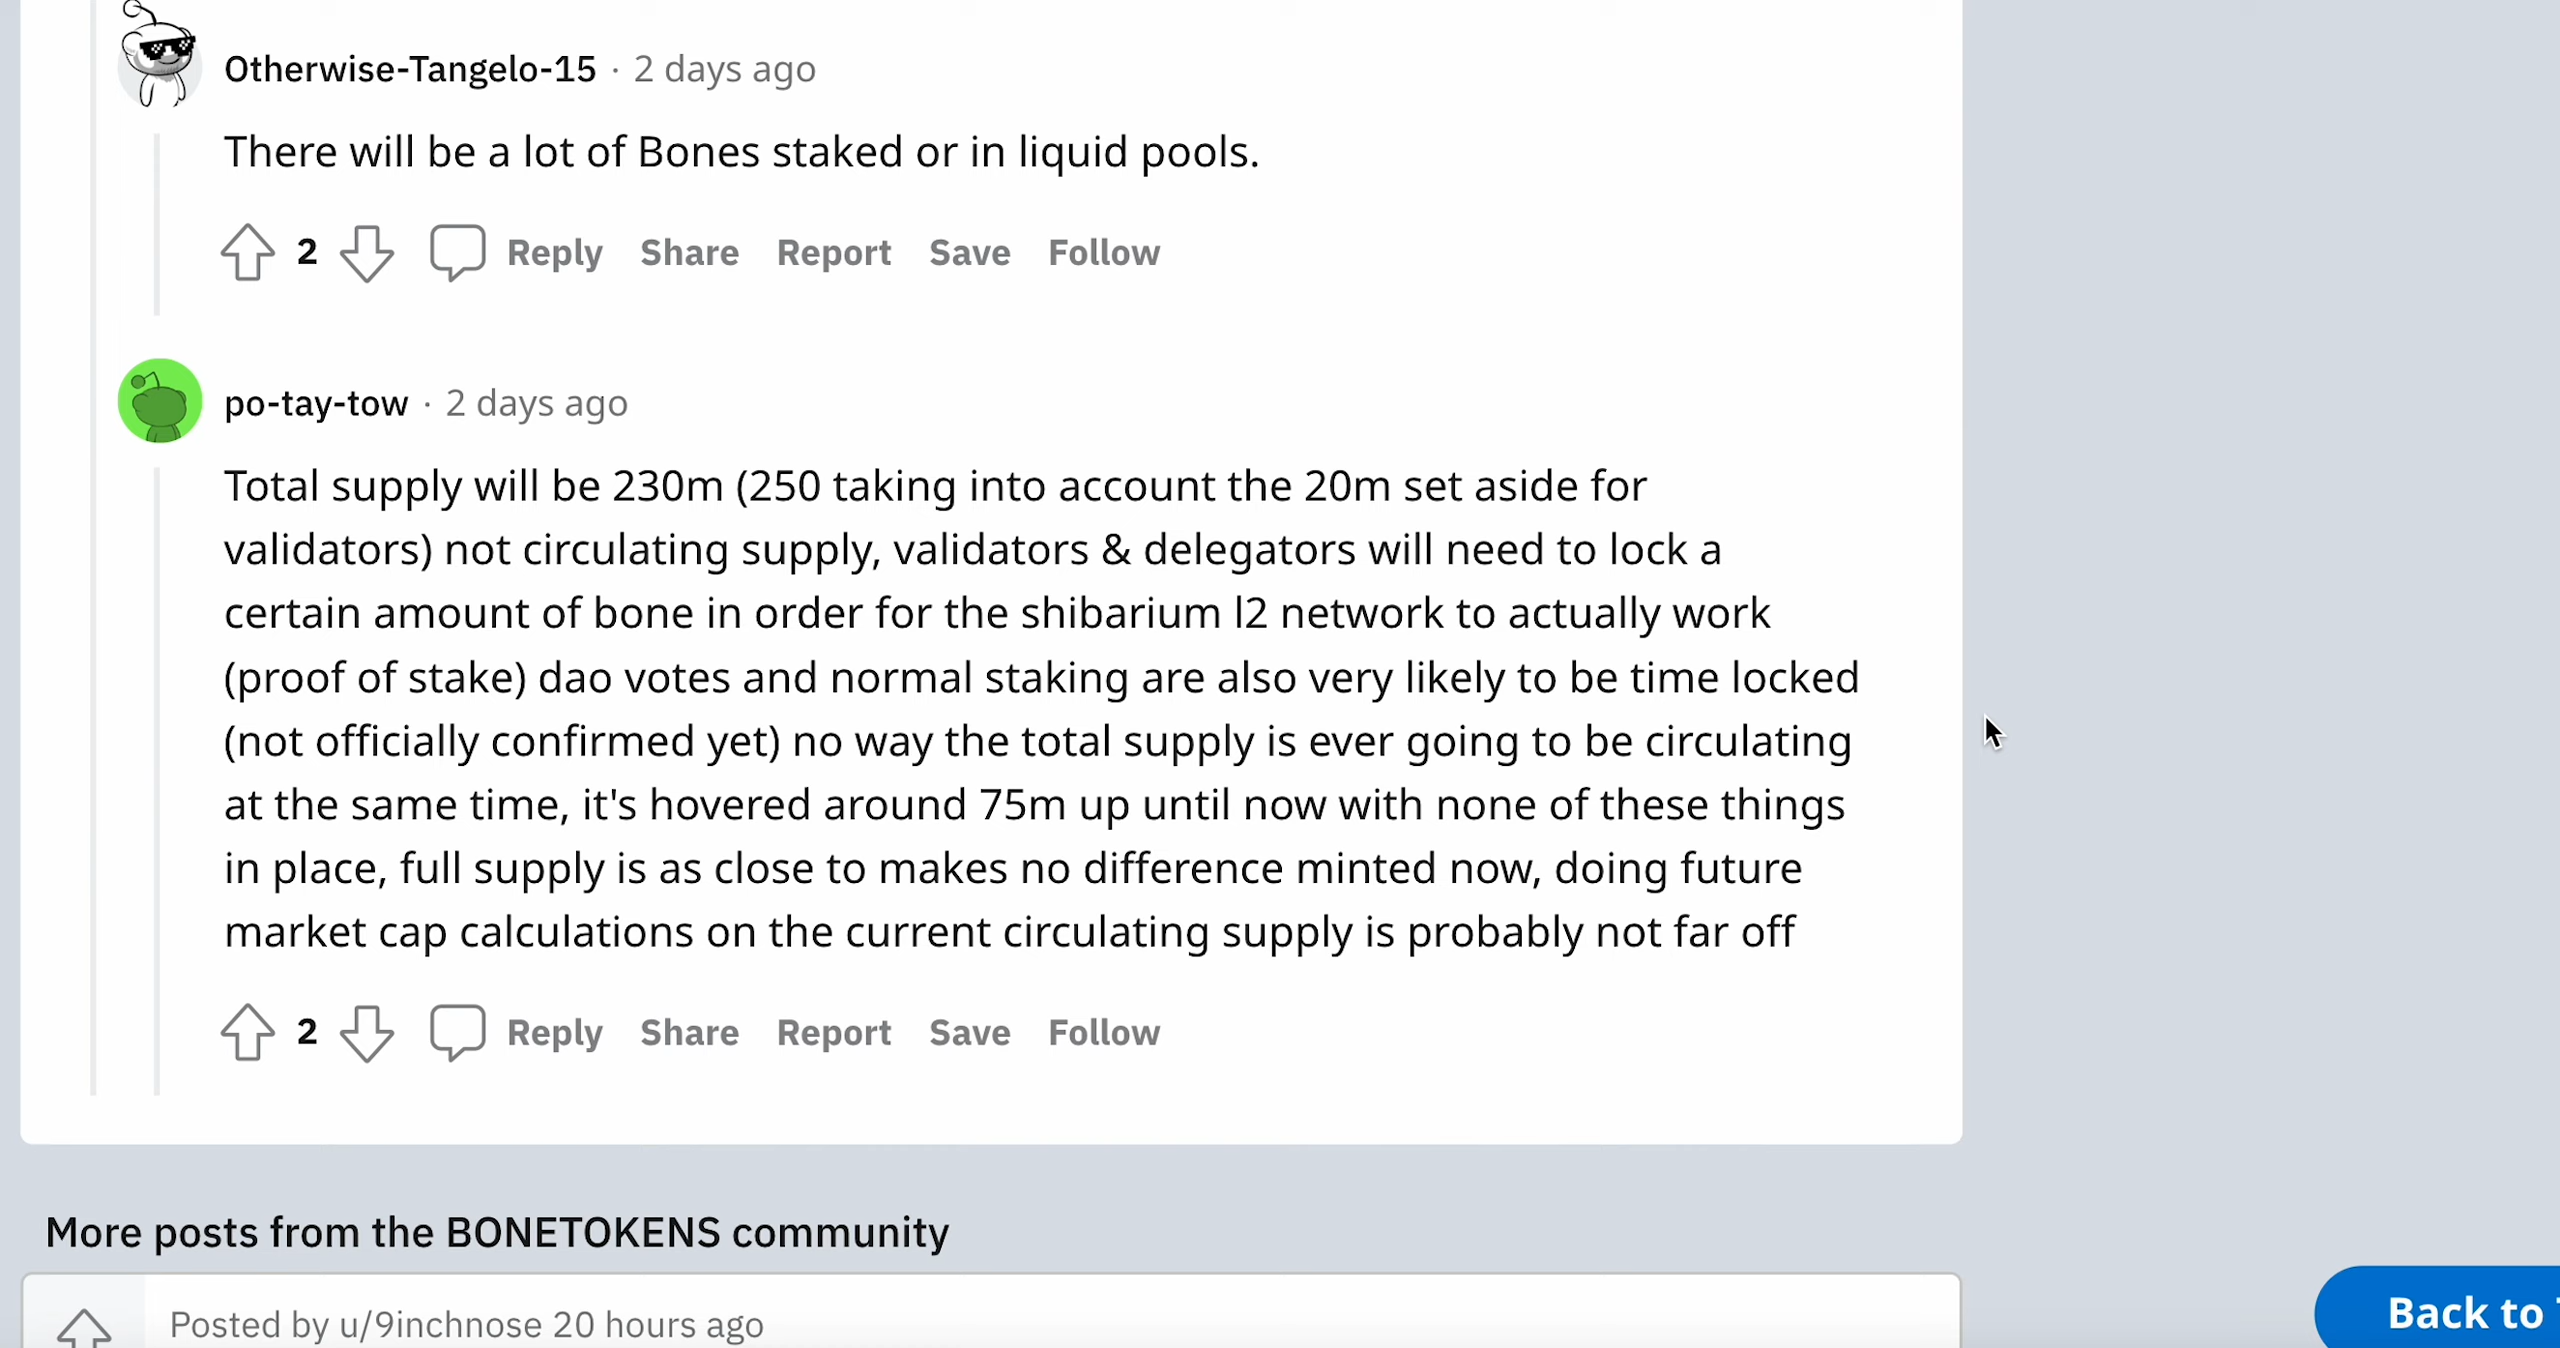 Otherwise-Tangelo-15 · 2 days ago
There will be a lot of Bones staked or in liquid pools.
2 Reply Share Report Save Follow
po-tay-tow · 2 days ago
Total supply will be 230m (250 taking into account the 20m set aside for
validators) not circulating supply, validators & delegators will need to lock a
certain amount of bone in order for the shibarium l2 network to actually work
(proof of stake) dao votes and normal staking are also very likely to be time locked
(not officially confirmed yet) no way the total supply is ever going to be circulating
at the same time, it's hovered around 75m up until now with none of these things
in place, full supply is as close to makes no difference minted now, doing future
market cap calculations on the current circulating supply is probably not far off
2 Reply Share Report Save Follow
More posts from the BONETOKENS community
Posted by u/9inchnose 20 hours ago
Back to